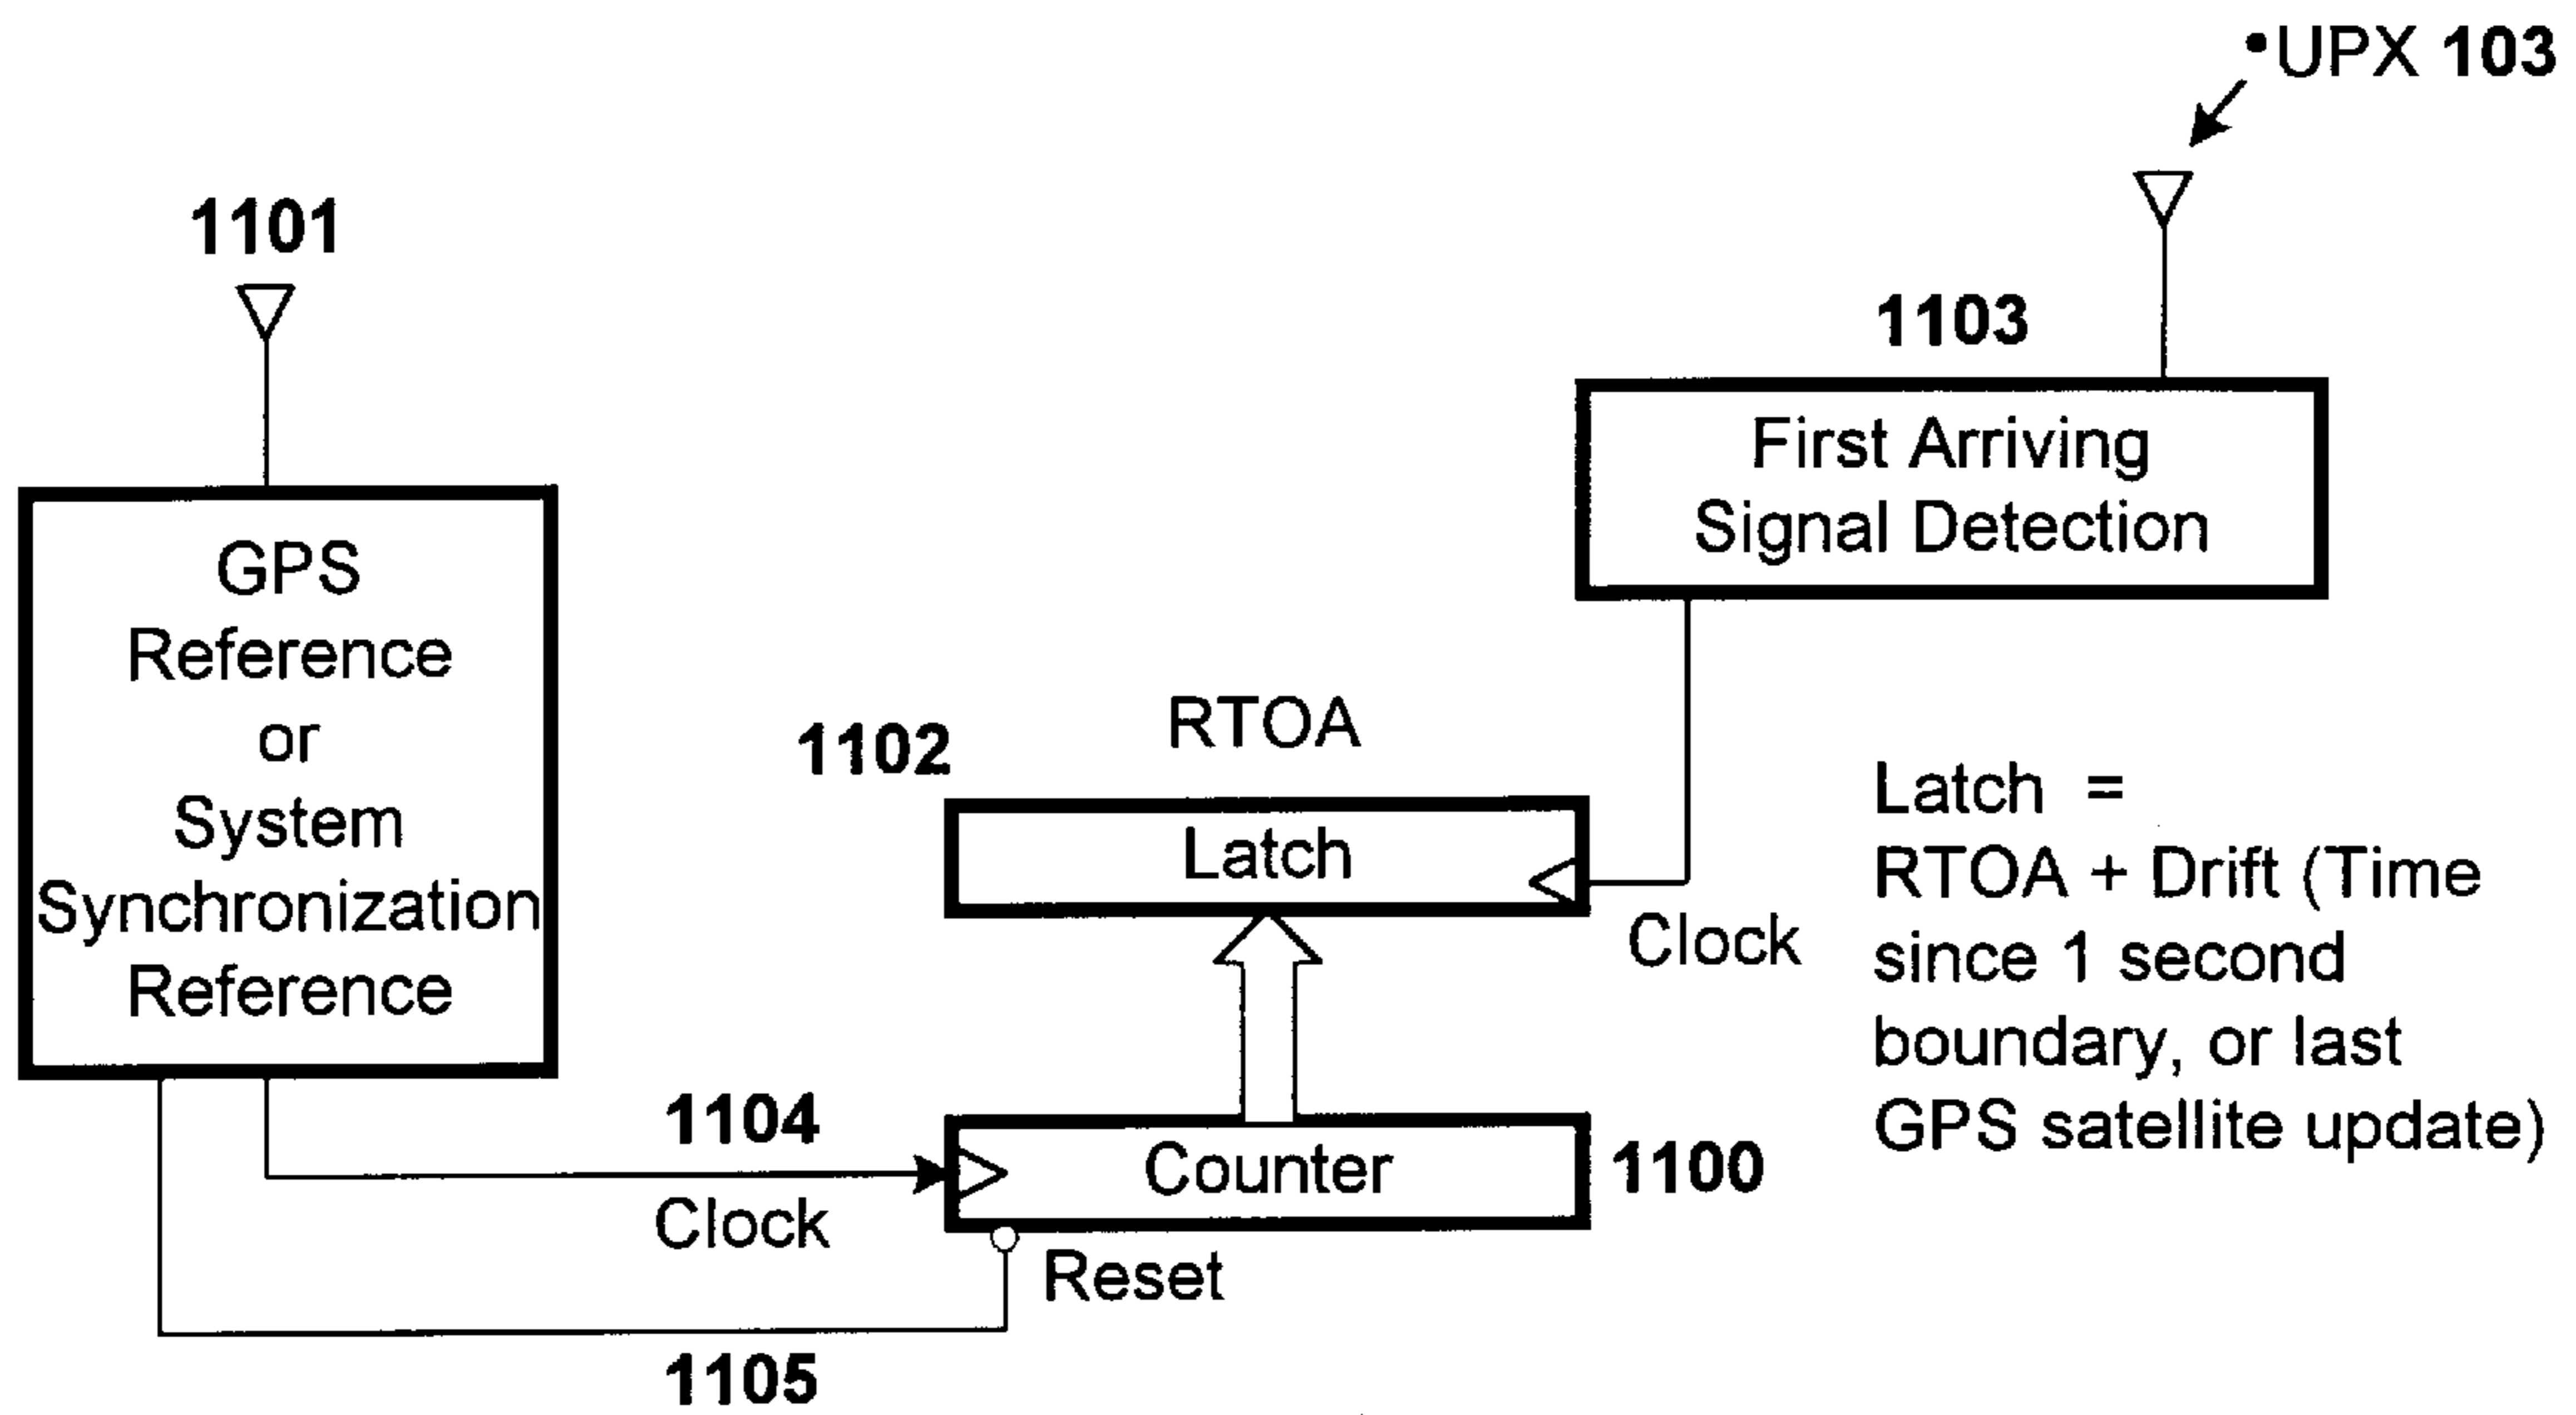 •UPX 103
1101
1103
First Arriving
Signal Detection
GPS
Reference
or
System
Synchronization
Reference
RTOA
1102
Latch
Clock
Latch =
RTOA + Drift (Time
since 1 second
boundary, or last
GPS satellite update)
1104
Clock
Counter
1100
Reset
1105